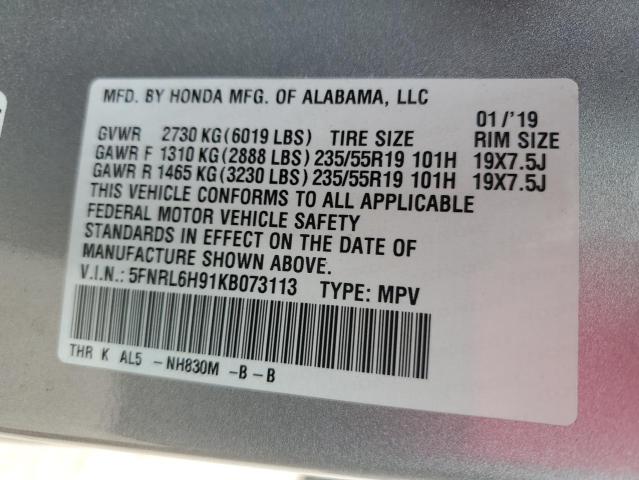 MFD. BY HONDA MFG. OF ALABAMA, LLC
01/'19
GVWR 2730 KG(6019 LBS) TIRE SIZE RIM SIZE
GAWR F 1310 KG(2888 LBS) 235/55R19 101H 19X7.5J
GAWR R 1465 KG(3230 LBS) 235/55R19 101H 19X7.5J
THIS VEHICLE CONFORMS TO ALL APPLICABLE
FEDERAL MOTOR VEHICLE SAFETY
STANDARDS IN EFFECT ON THE DATE OF
MANUFACTURE SHOWN ABOVE.
V.I.N.: 5FNRL6H91KB073113 TYPE: MPV
THR K AL5 - NH830M - B - B